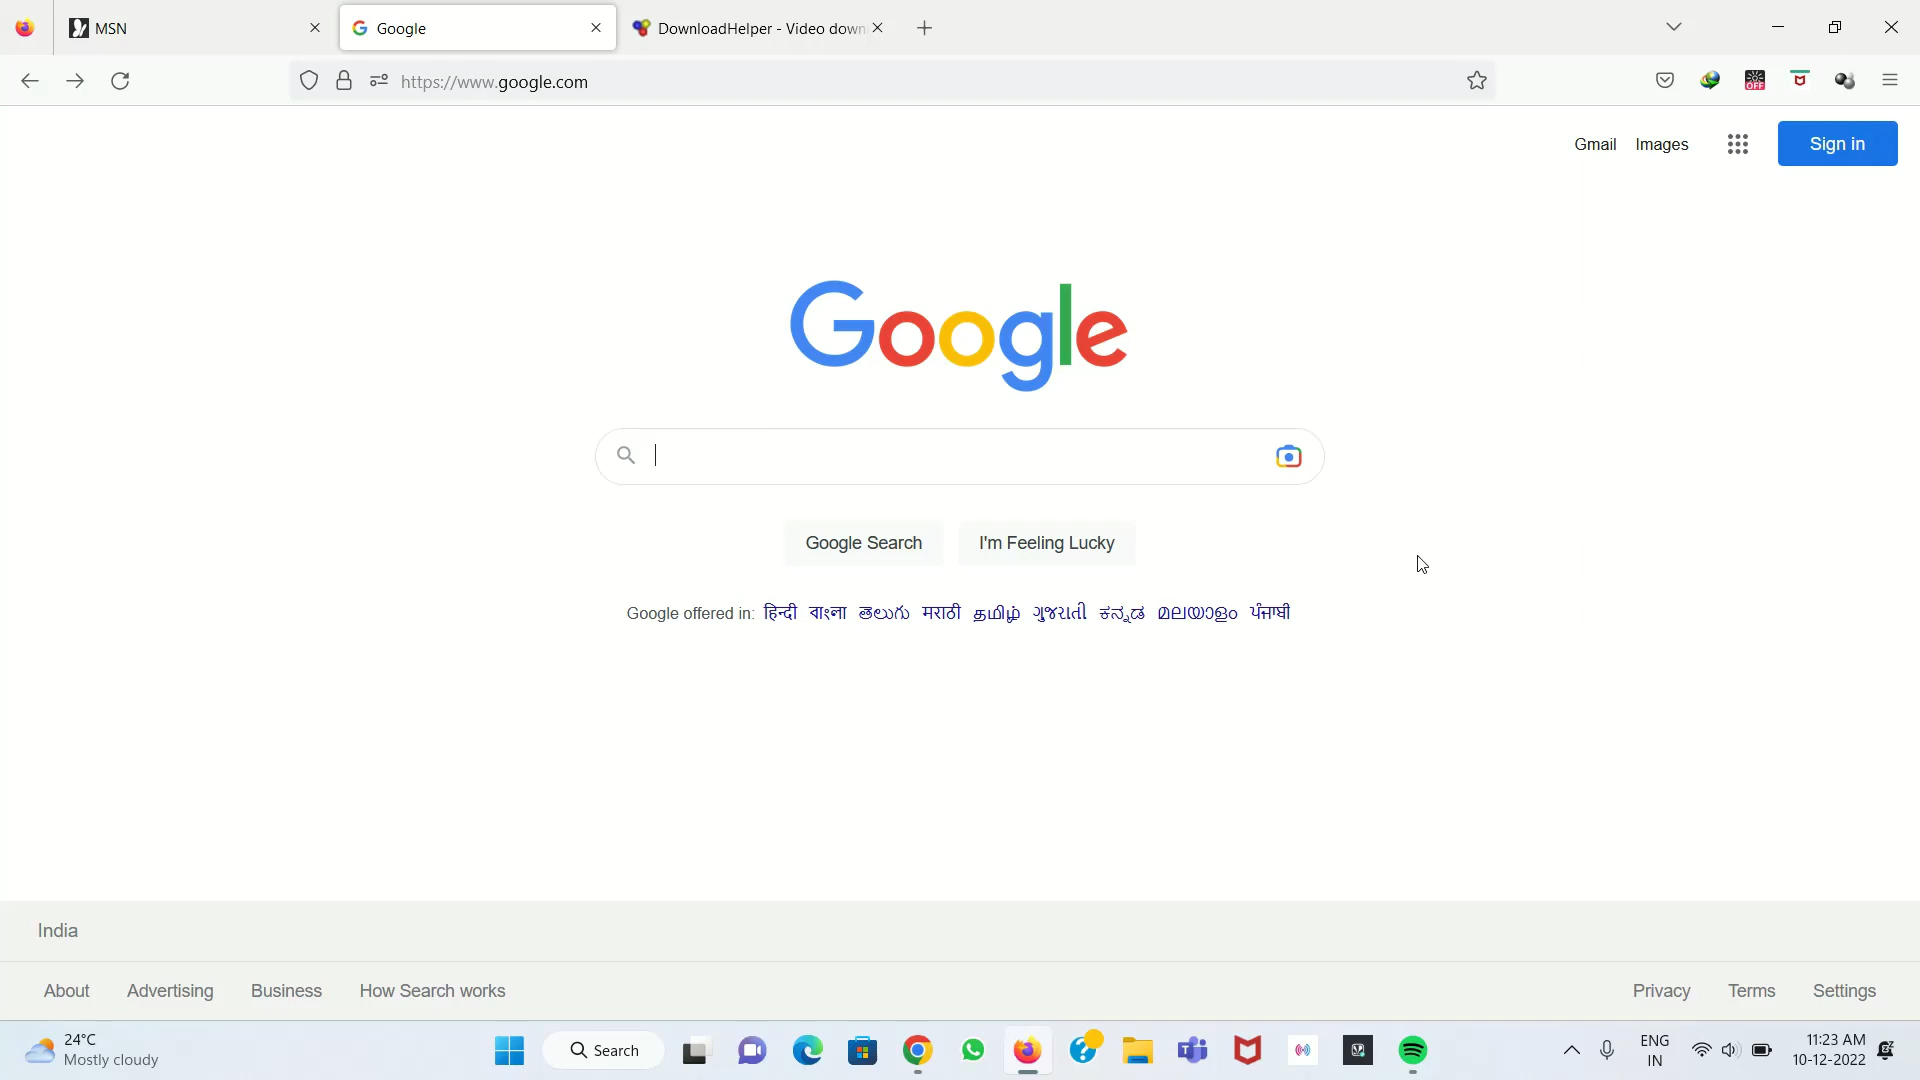 MSN
Google
DownloadHelper - Video down
https://www.google.com
Gmail Images Sign in
OFF
Google
Google Search I'm Feeling Lucky
Google offered in: हिन्दी বাংলা తెలుగు मराठी தமிழ் ગુજરાતી ಕನ್ನಡ മലയാളം ਪੰਜਾਬੀ
India
About Advertising Business How Search works
Privacy Terms Settings
24°C
Mostly cloudy
Search
ENG
IN
11:23 AM
10-12-2022